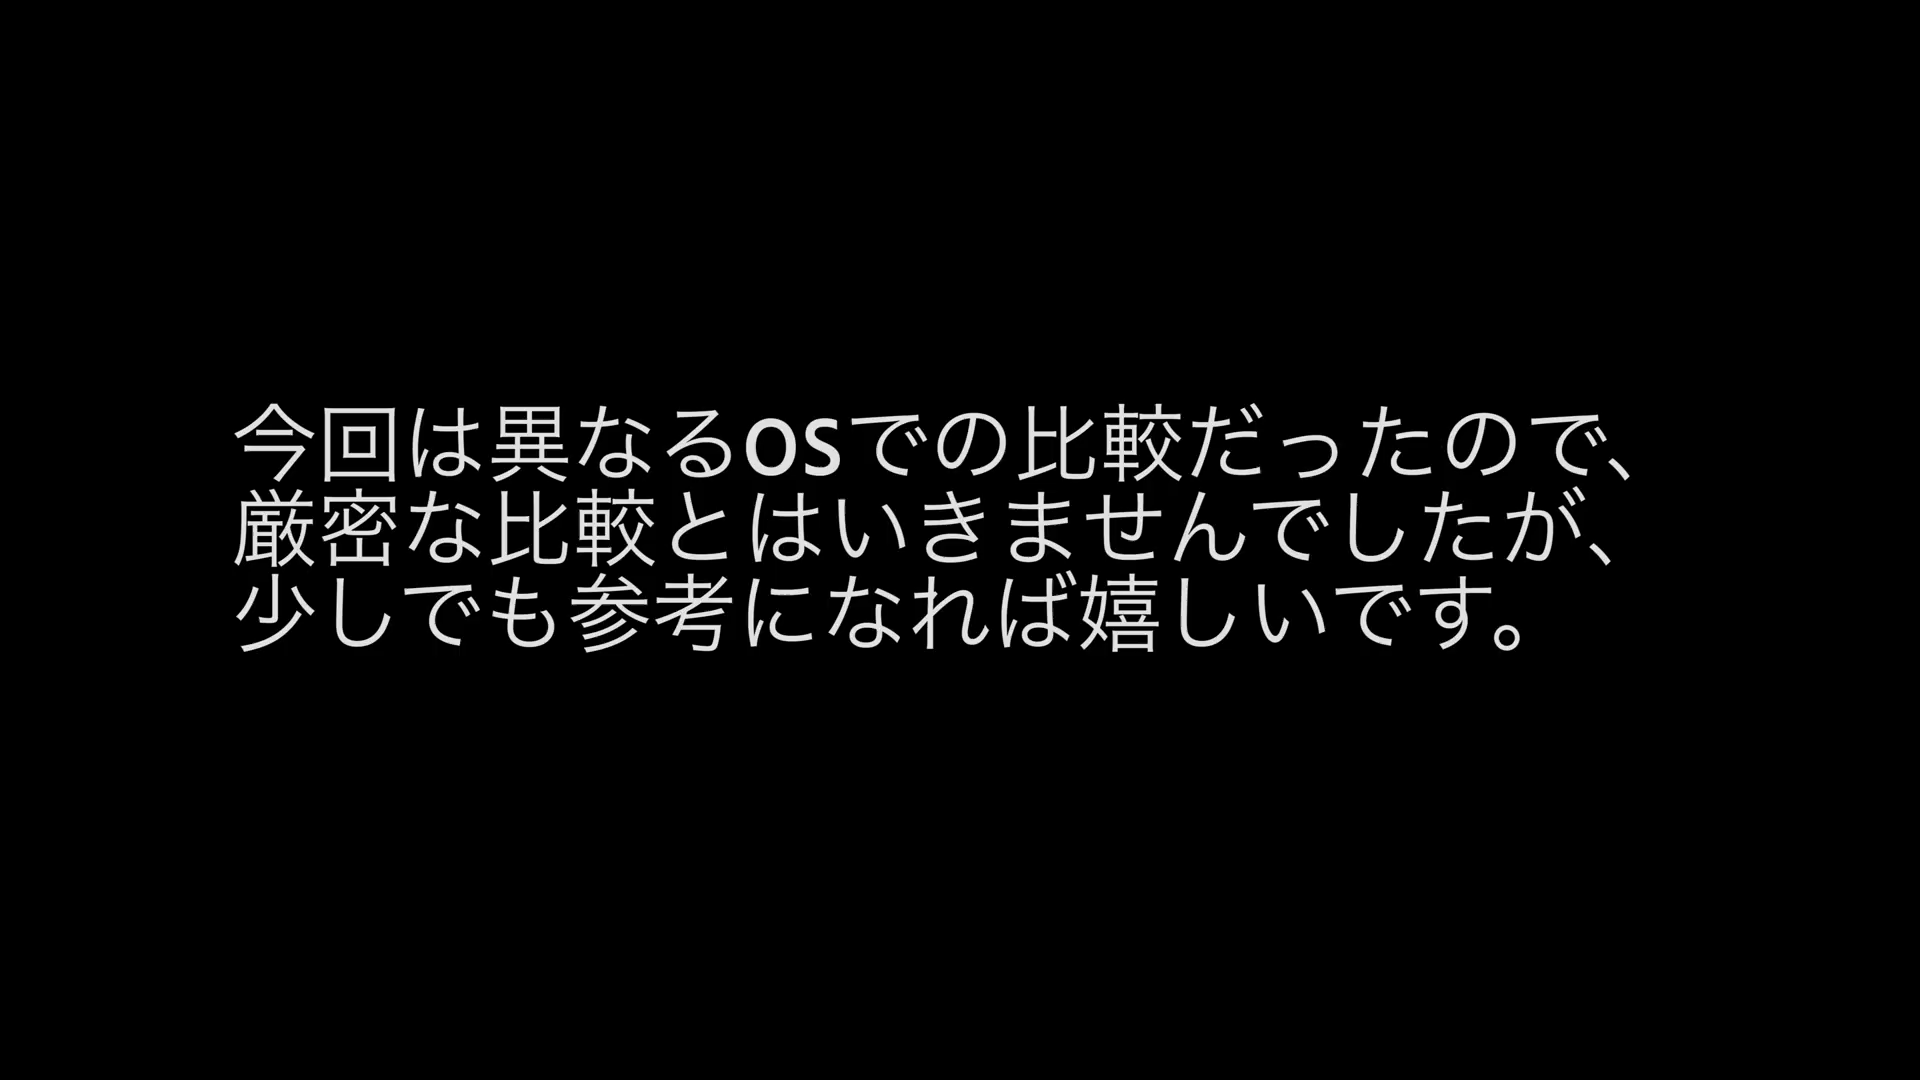 今回は異なるOSでの比較だったので、
厳密な比較とはいきませんでしたが、
少しでも参考になれば嬉しいです。